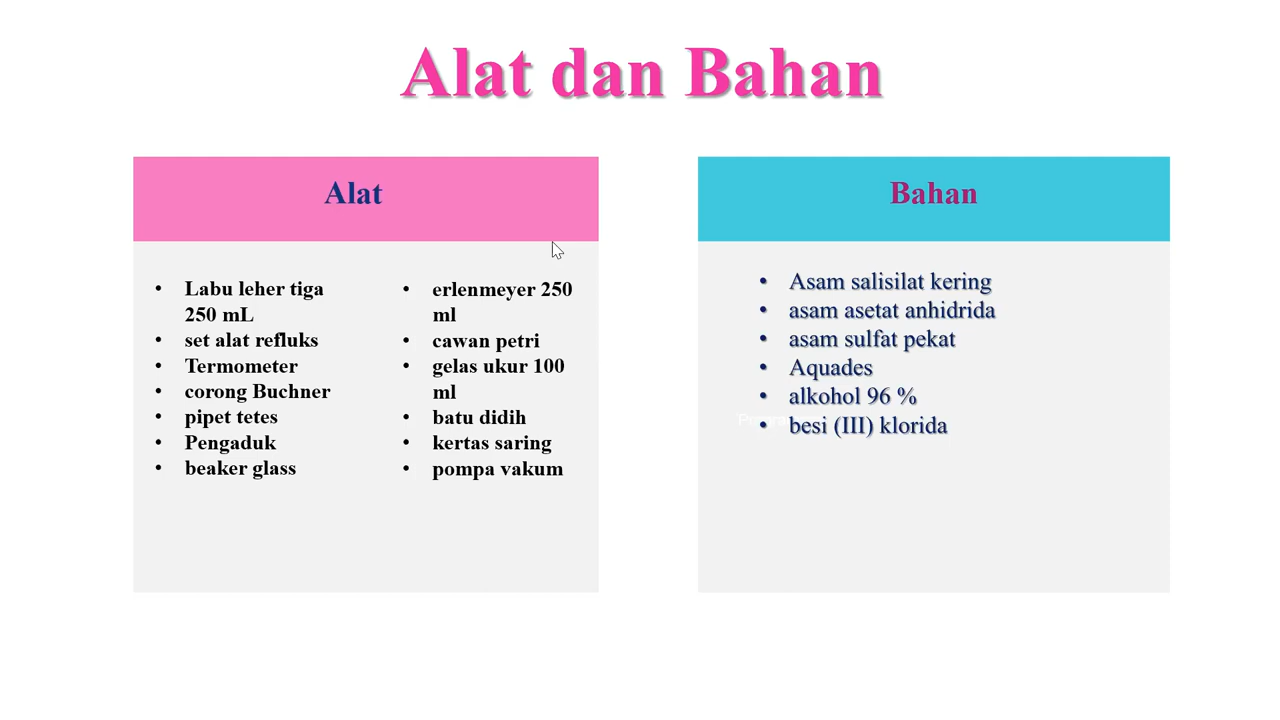 Alat dan Bahan
Alat
• Labu leher tiga
250 mL
• set alat refluks
• Termometer
• corong Buchner
• pipet tetes
• Pengaduk
• beaker glass
• erlenmeyer 250
ml
• cawan petri
• gelas ukur 100
ml
• batu didih
• kertas saring
• pompa vakum
Bahan
• Asam salisilat kering
• asam asetat anhidrida
• asam sulfat pekat
• Aquades
• alkohol 96 %
• besi (III) klorida